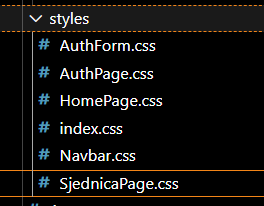 styles
# AuthForm.css
# AuthPage.css
# HomePage.css
# index.css
# Navbar.css
# SjednicaPage.css